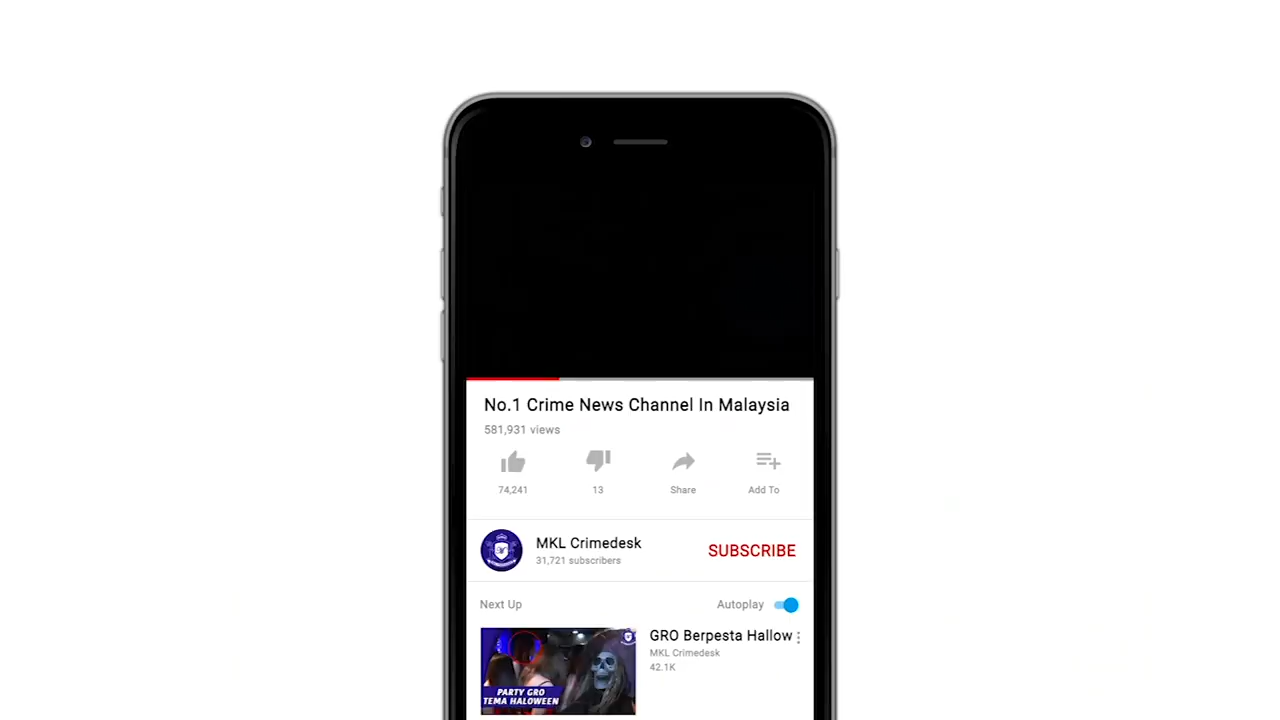 No.1 Crime News Channel In Malaysia
581,931 views
74,241
13
Share
Add To
MKL Crimedesk
31,721 subscribers
SUBSCRIBE
Next Up
Autoplay
GRO Berpesta Hallow
MKL Crimedesk
42.1K
PARTY GRO
TEMA HALOWEEN